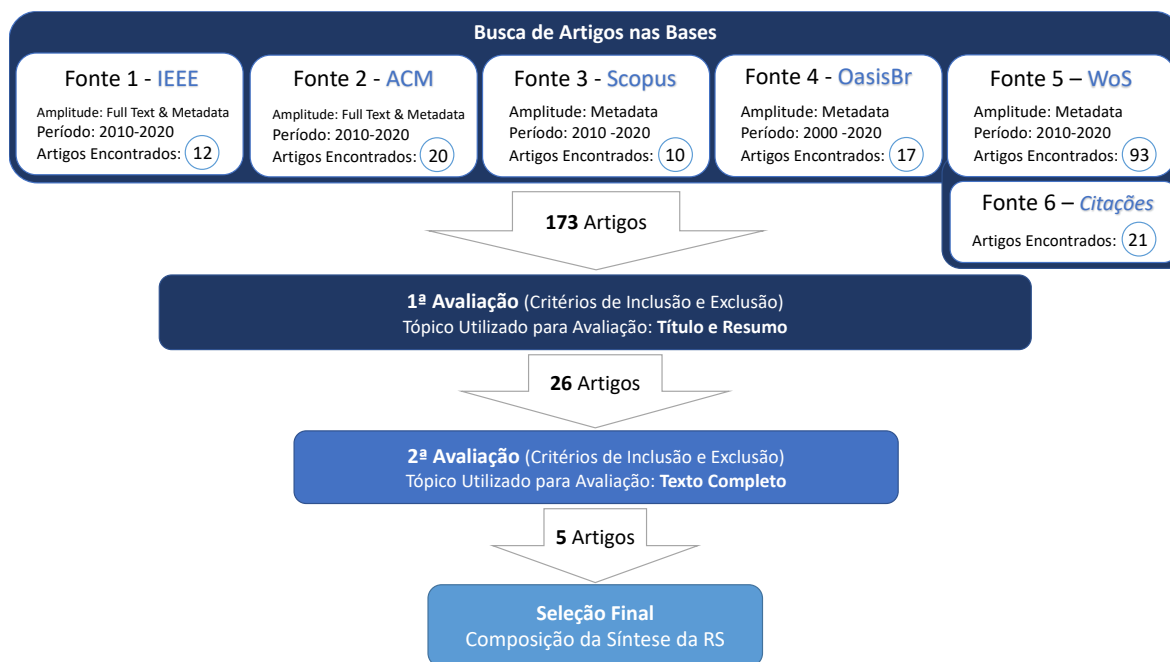 Busca de Artigos nas Bases
Fonte 1 - IEEE
Amplitude: Full Text & Metadata
Período: 2010-2020
Artigos Encontrados: 12
Fonte 2 - ACM
Amplitude: Full Text & Metadata
Período: 2010-2020
Artigos Encontrados: 20
Fonte 3 - Scopus
Amplitude: Metadata
Período: 2010 -2020
Artigos Encontrados: 10
Fonte 4 - OasisBr
Amplitude: Metadata
Período: 2000 -2020
Artigos Encontrados: 17
Fonte 5 – WoS
Amplitude: Metadata
Período: 2010-2020
Artigos Encontrados: 93
Fonte 6 – Citações
Artigos Encontrados: 21
173 Artigos
1ª Avaliação (Critérios de Inclusão e Exclusão)
Tópico Utilizado para Avaliação: Título e Resumo
26 Artigos
2ª Avaliação (Critérios de Inclusão e Exclusão)
Tópico Utilizado para Avaliação: Texto Completo
5 Artigos
Seleção Final
Composição da Síntese da RS